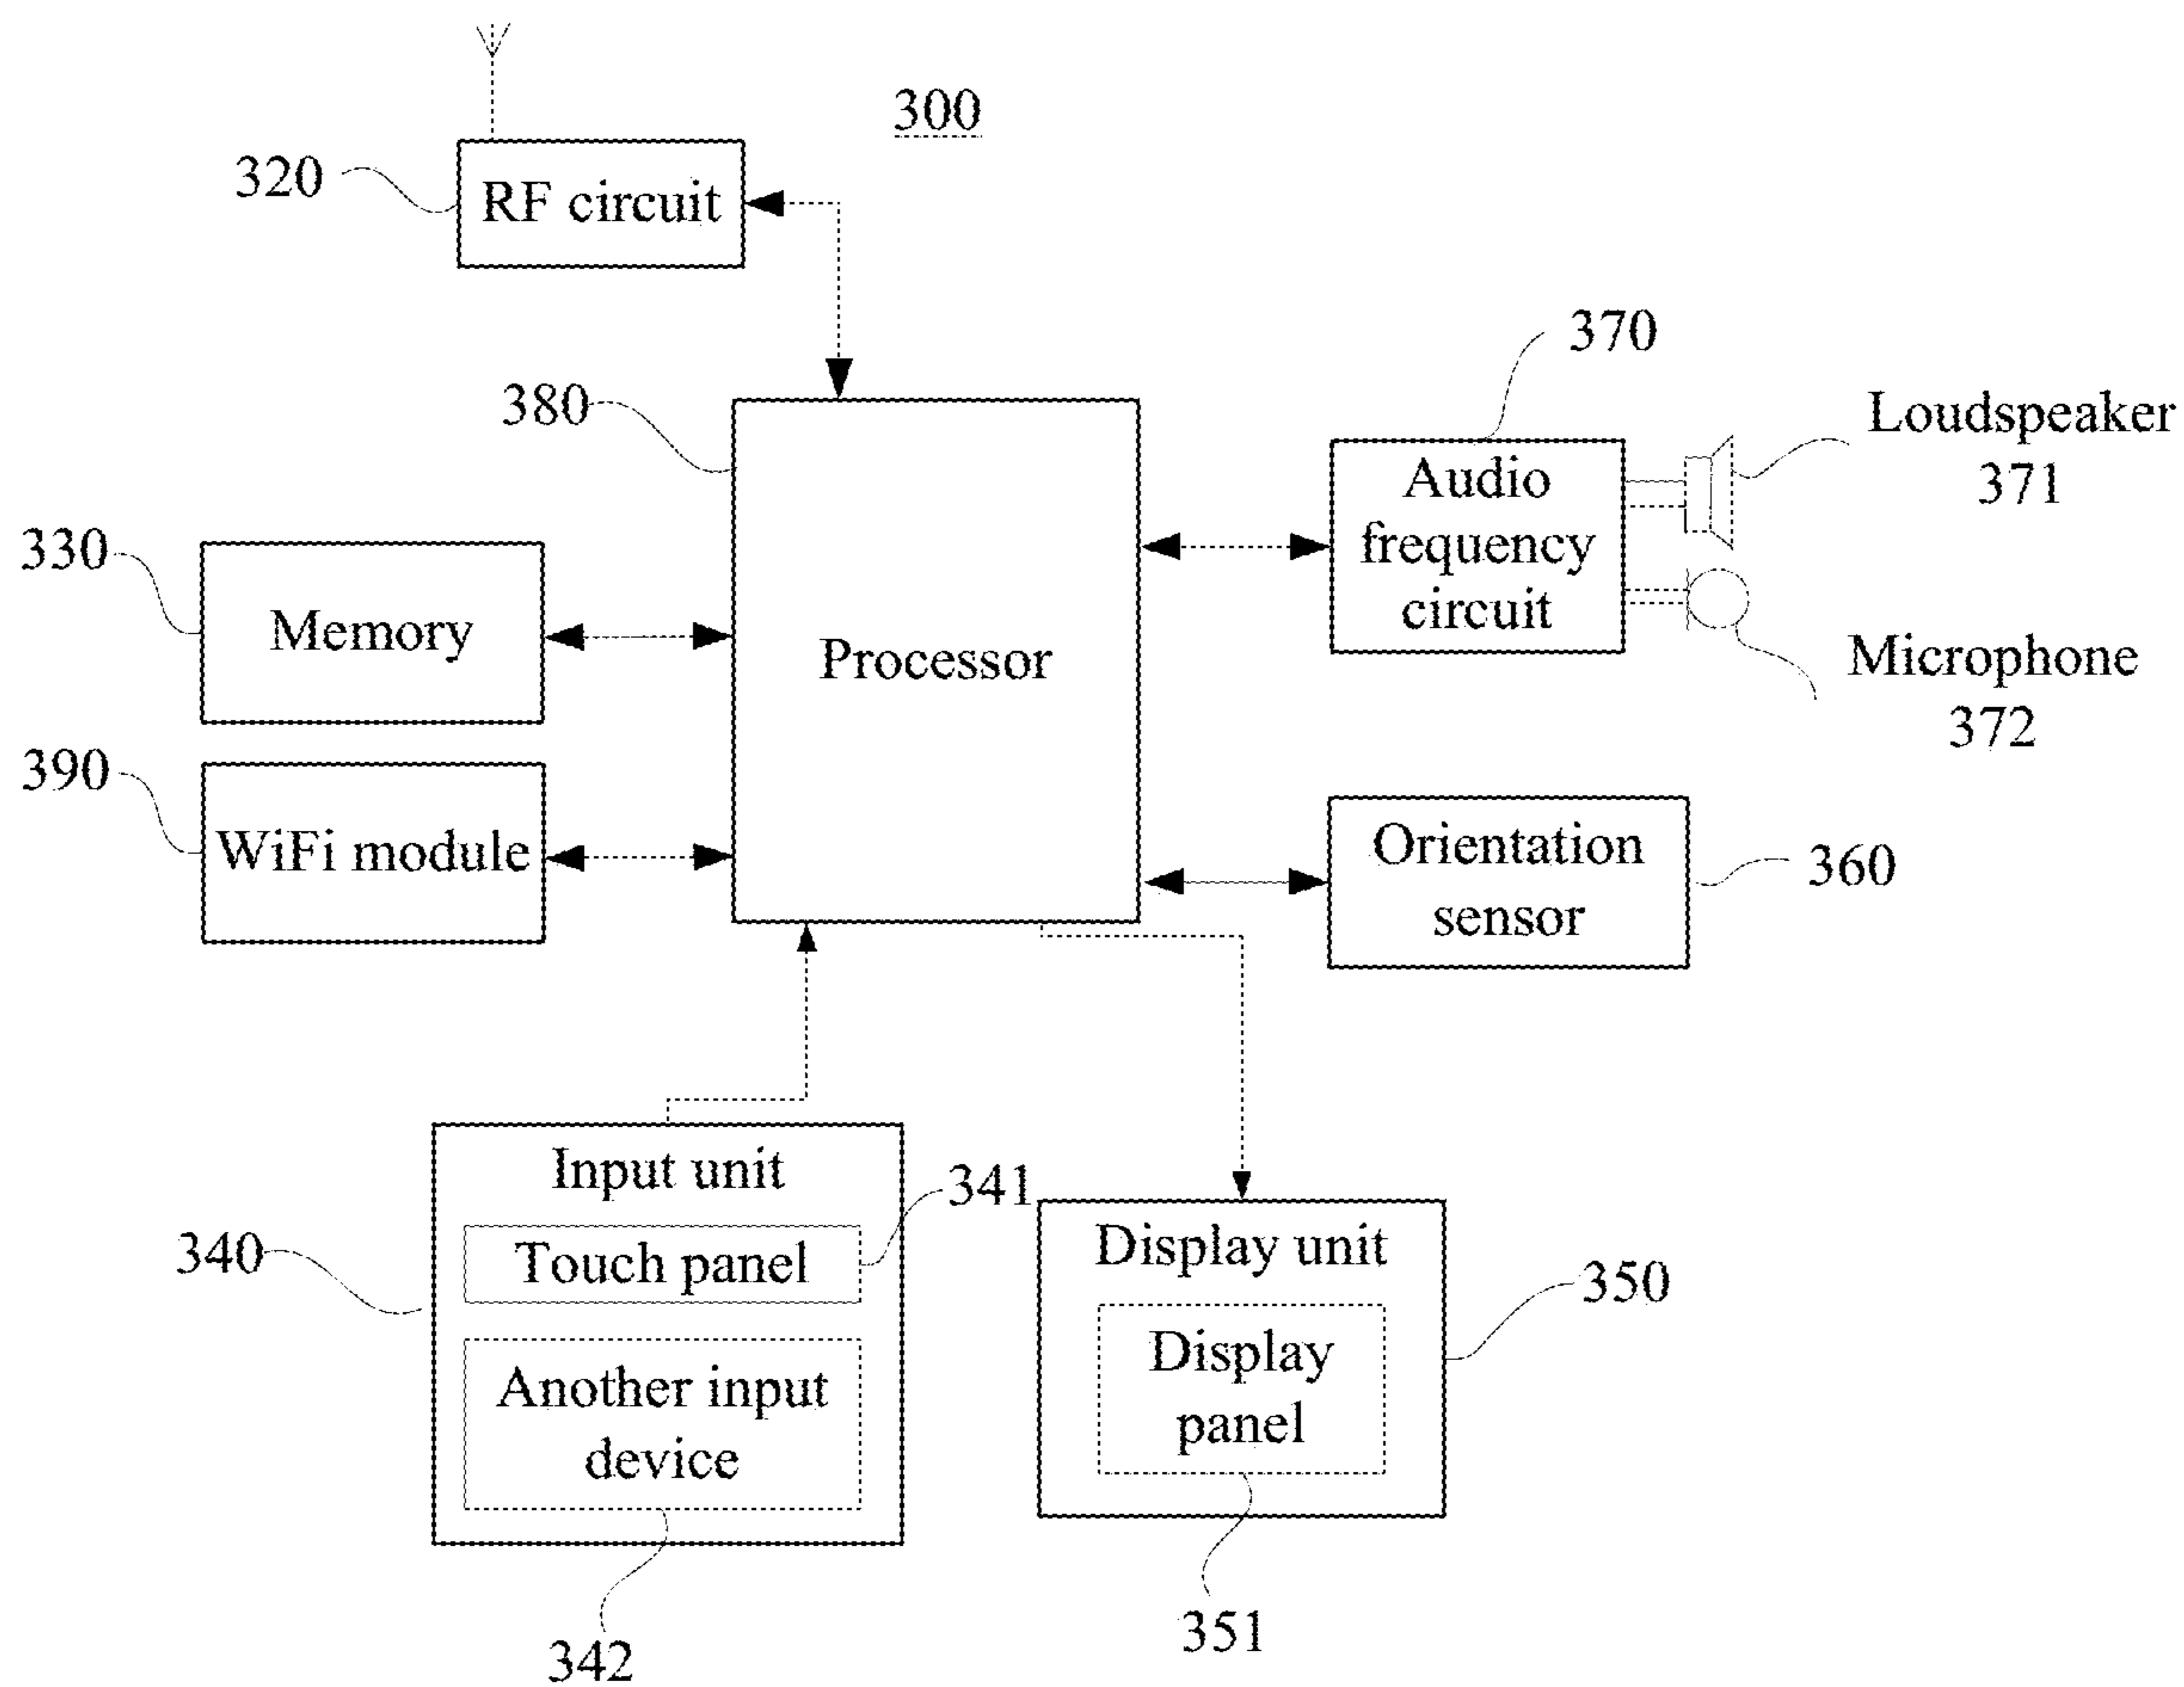 300
320
RF circuit
370
380
Loudspeaker
371
Audio
frequency
circuit
330
Memory
Processor
Microphone
372
390
WiFi module
Orientation
sensor
360
Input unit
341
340
Touch panel
Display unit
350
Another input
device
Display
panel
342
351